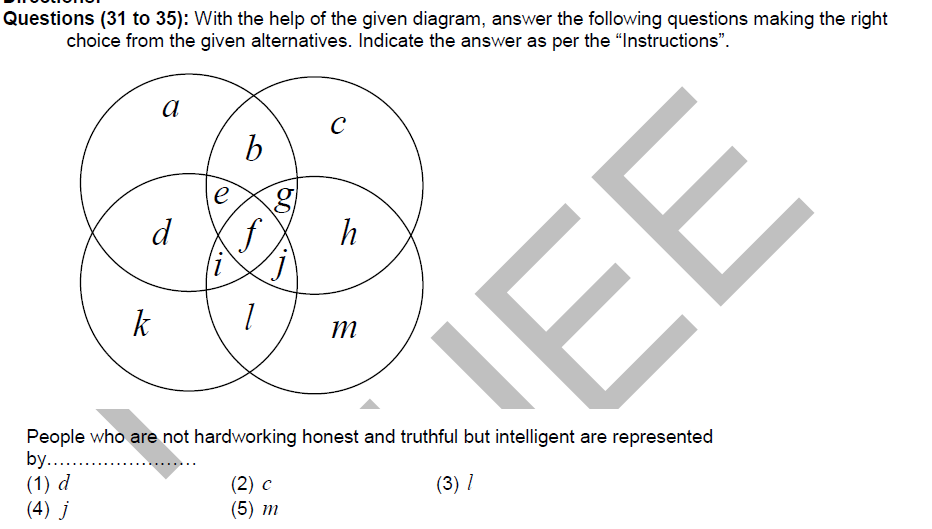 Questions (31 to 35): With the help of the given diagram, answer the following questions making the right
choice from the given alternatives. Indicate the answer as per the “Instructions”.
a
c
b
e g
d f h
i j
k l m
People who are not hardworking honest and truthful but intelligent are represented
by……………………
(1) d (2) c (3) l
(4) j (5) m